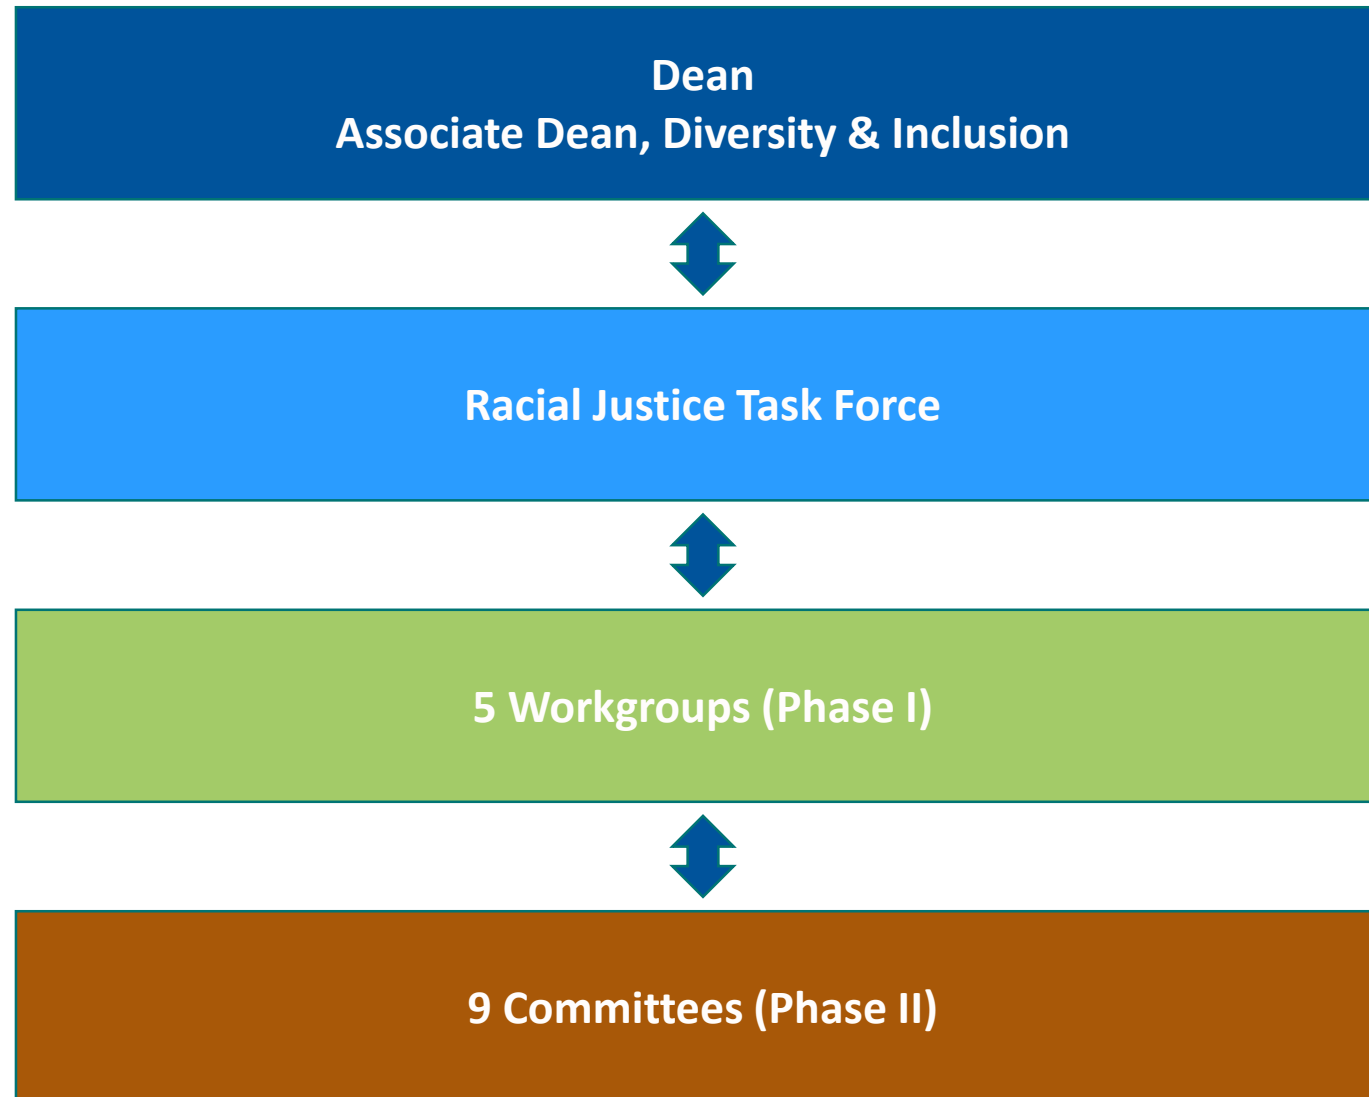 Dean
Associate Dean, Diversity & Inclusion
Racial Justice Task Force
5 Workgroups (Phase I)
9 Committees (Phase II)